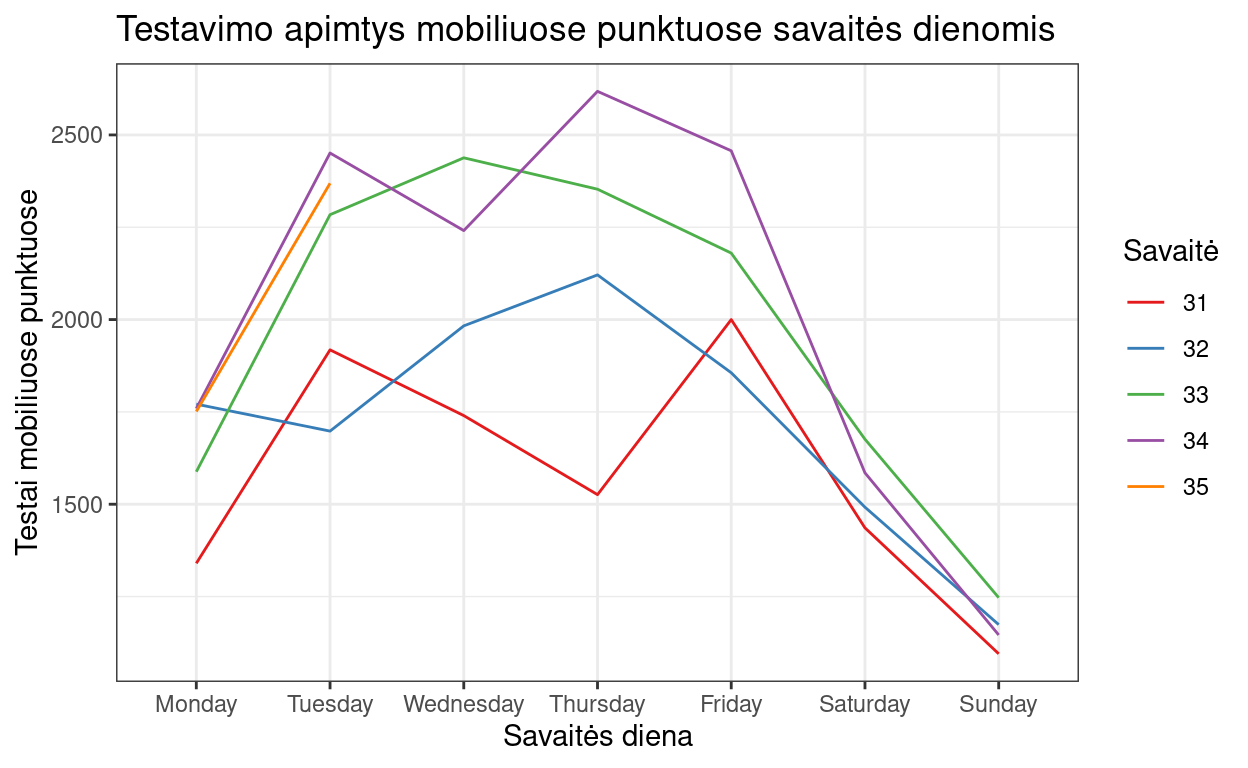 Testavimo apimtys mobiliuose punktuose savaitės dienomis
Testai mobiliuose punktuose
2500
2000
1500
Monday Tuesday Wednesday Thursday Friday Saturday Sunday
Savaitės diena
Savaitė
31
32
33
34
35